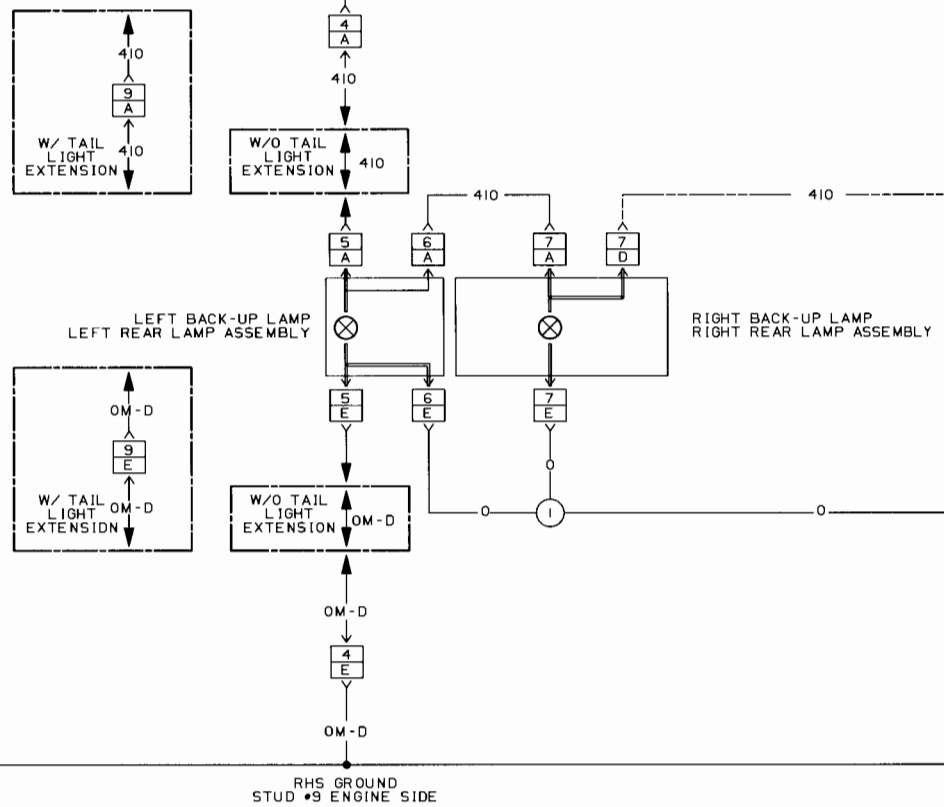 4
A
410
410
9
A
410
W/ TAIL
LIGHT
EXTENSION
W/O TAIL
LIGHT
EXTENSION
410
410
410
5
A
6
A
7
A
7
D
LEFT BACK-UP LAMP
LEFT REAR LAMP ASSEMBLY
RIGHT BACK-UP LAMP
RIGHT REAR LAMP ASSEMBLY
5
E
6
E
7
E
OM-D
9
E
OM-D
W/ TAIL
LIGHT
EXTENSION
W/O TAIL
LIGHT
EXTENSION
OM-D
0
0
1
0
OM-D
4
E
OM-D
RHS GROUND
STUD #9 ENGINE SIDE